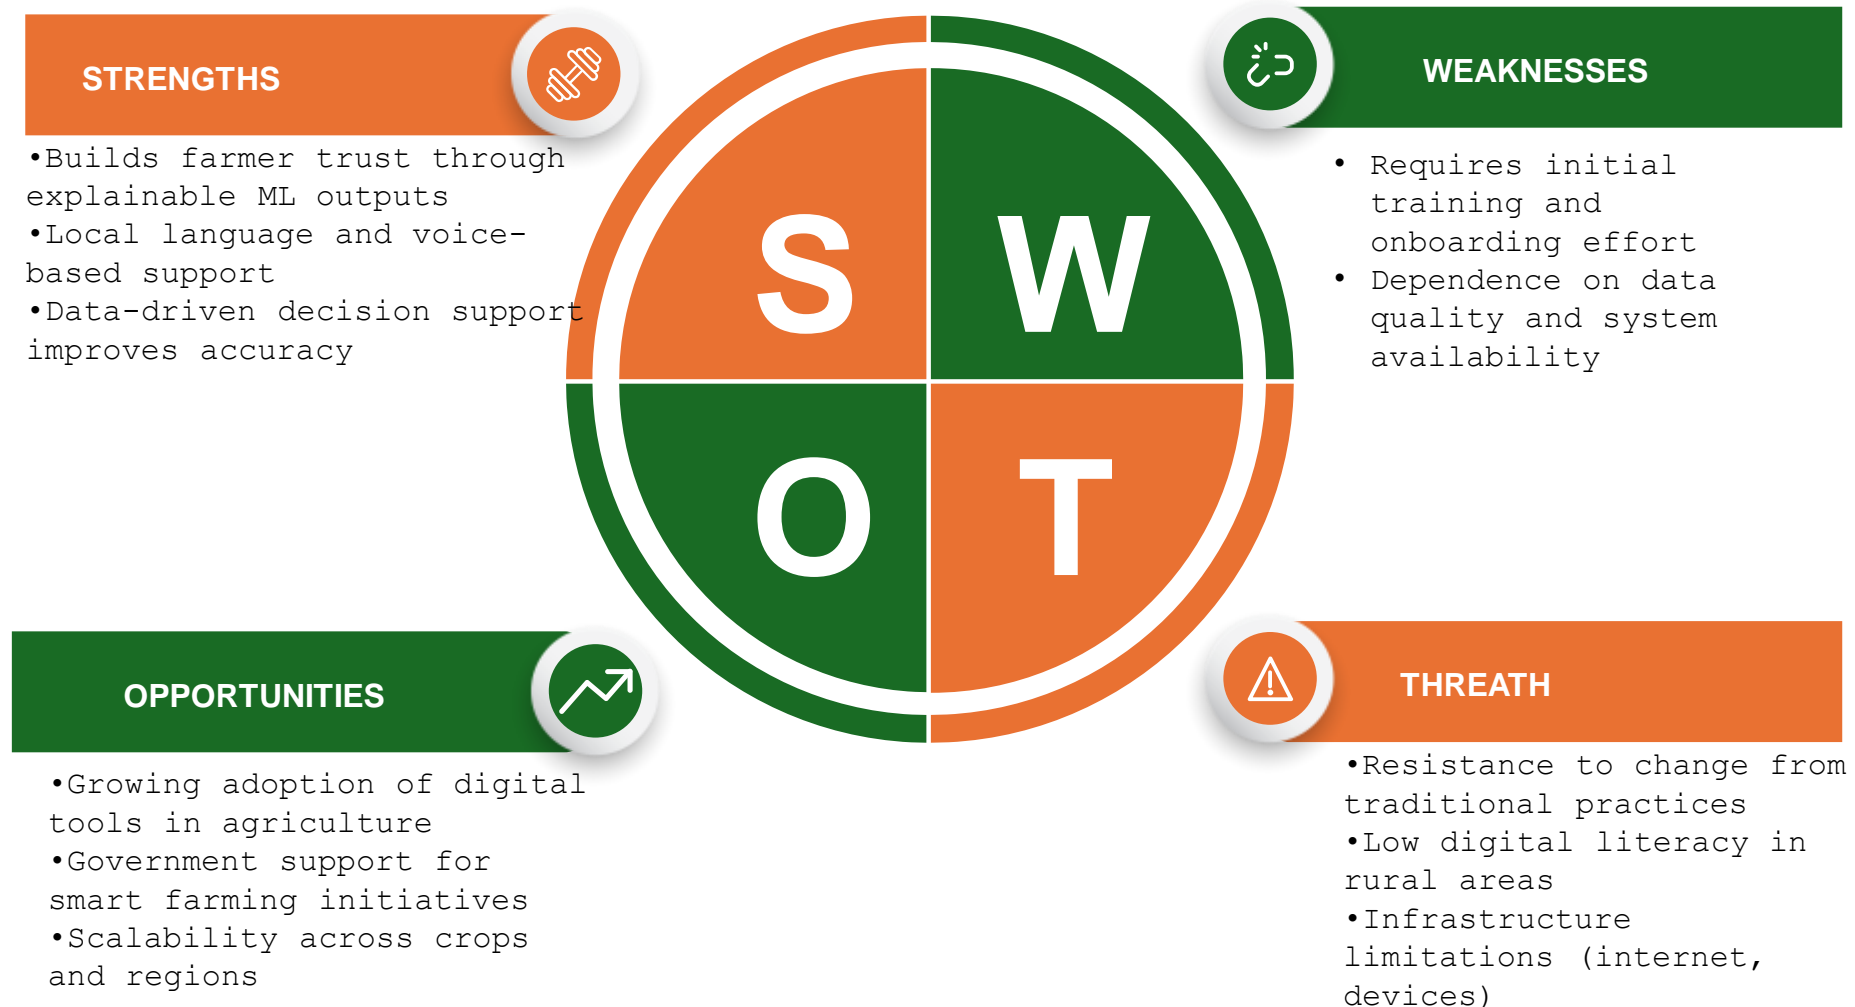 STRENGTHS
•Builds farmer trust through
explainable ML outputs
•Local language and voice-
based support
•Data-driven decision support
improves accuracy
WEAKNESSES
• Requires initial
training and
onboarding effort
• Dependence on data
quality and system
availability
S
W
O
T
OPPORTUNITIES
•Growing adoption of digital
tools in agriculture
•Government support for
smart farming initiatives
•Scalability across crops
and regions
THREATH
•Resistance to change from
traditional practices
•Low digital literacy in
rural areas
•Infrastructure
limitations (internet,
devices)